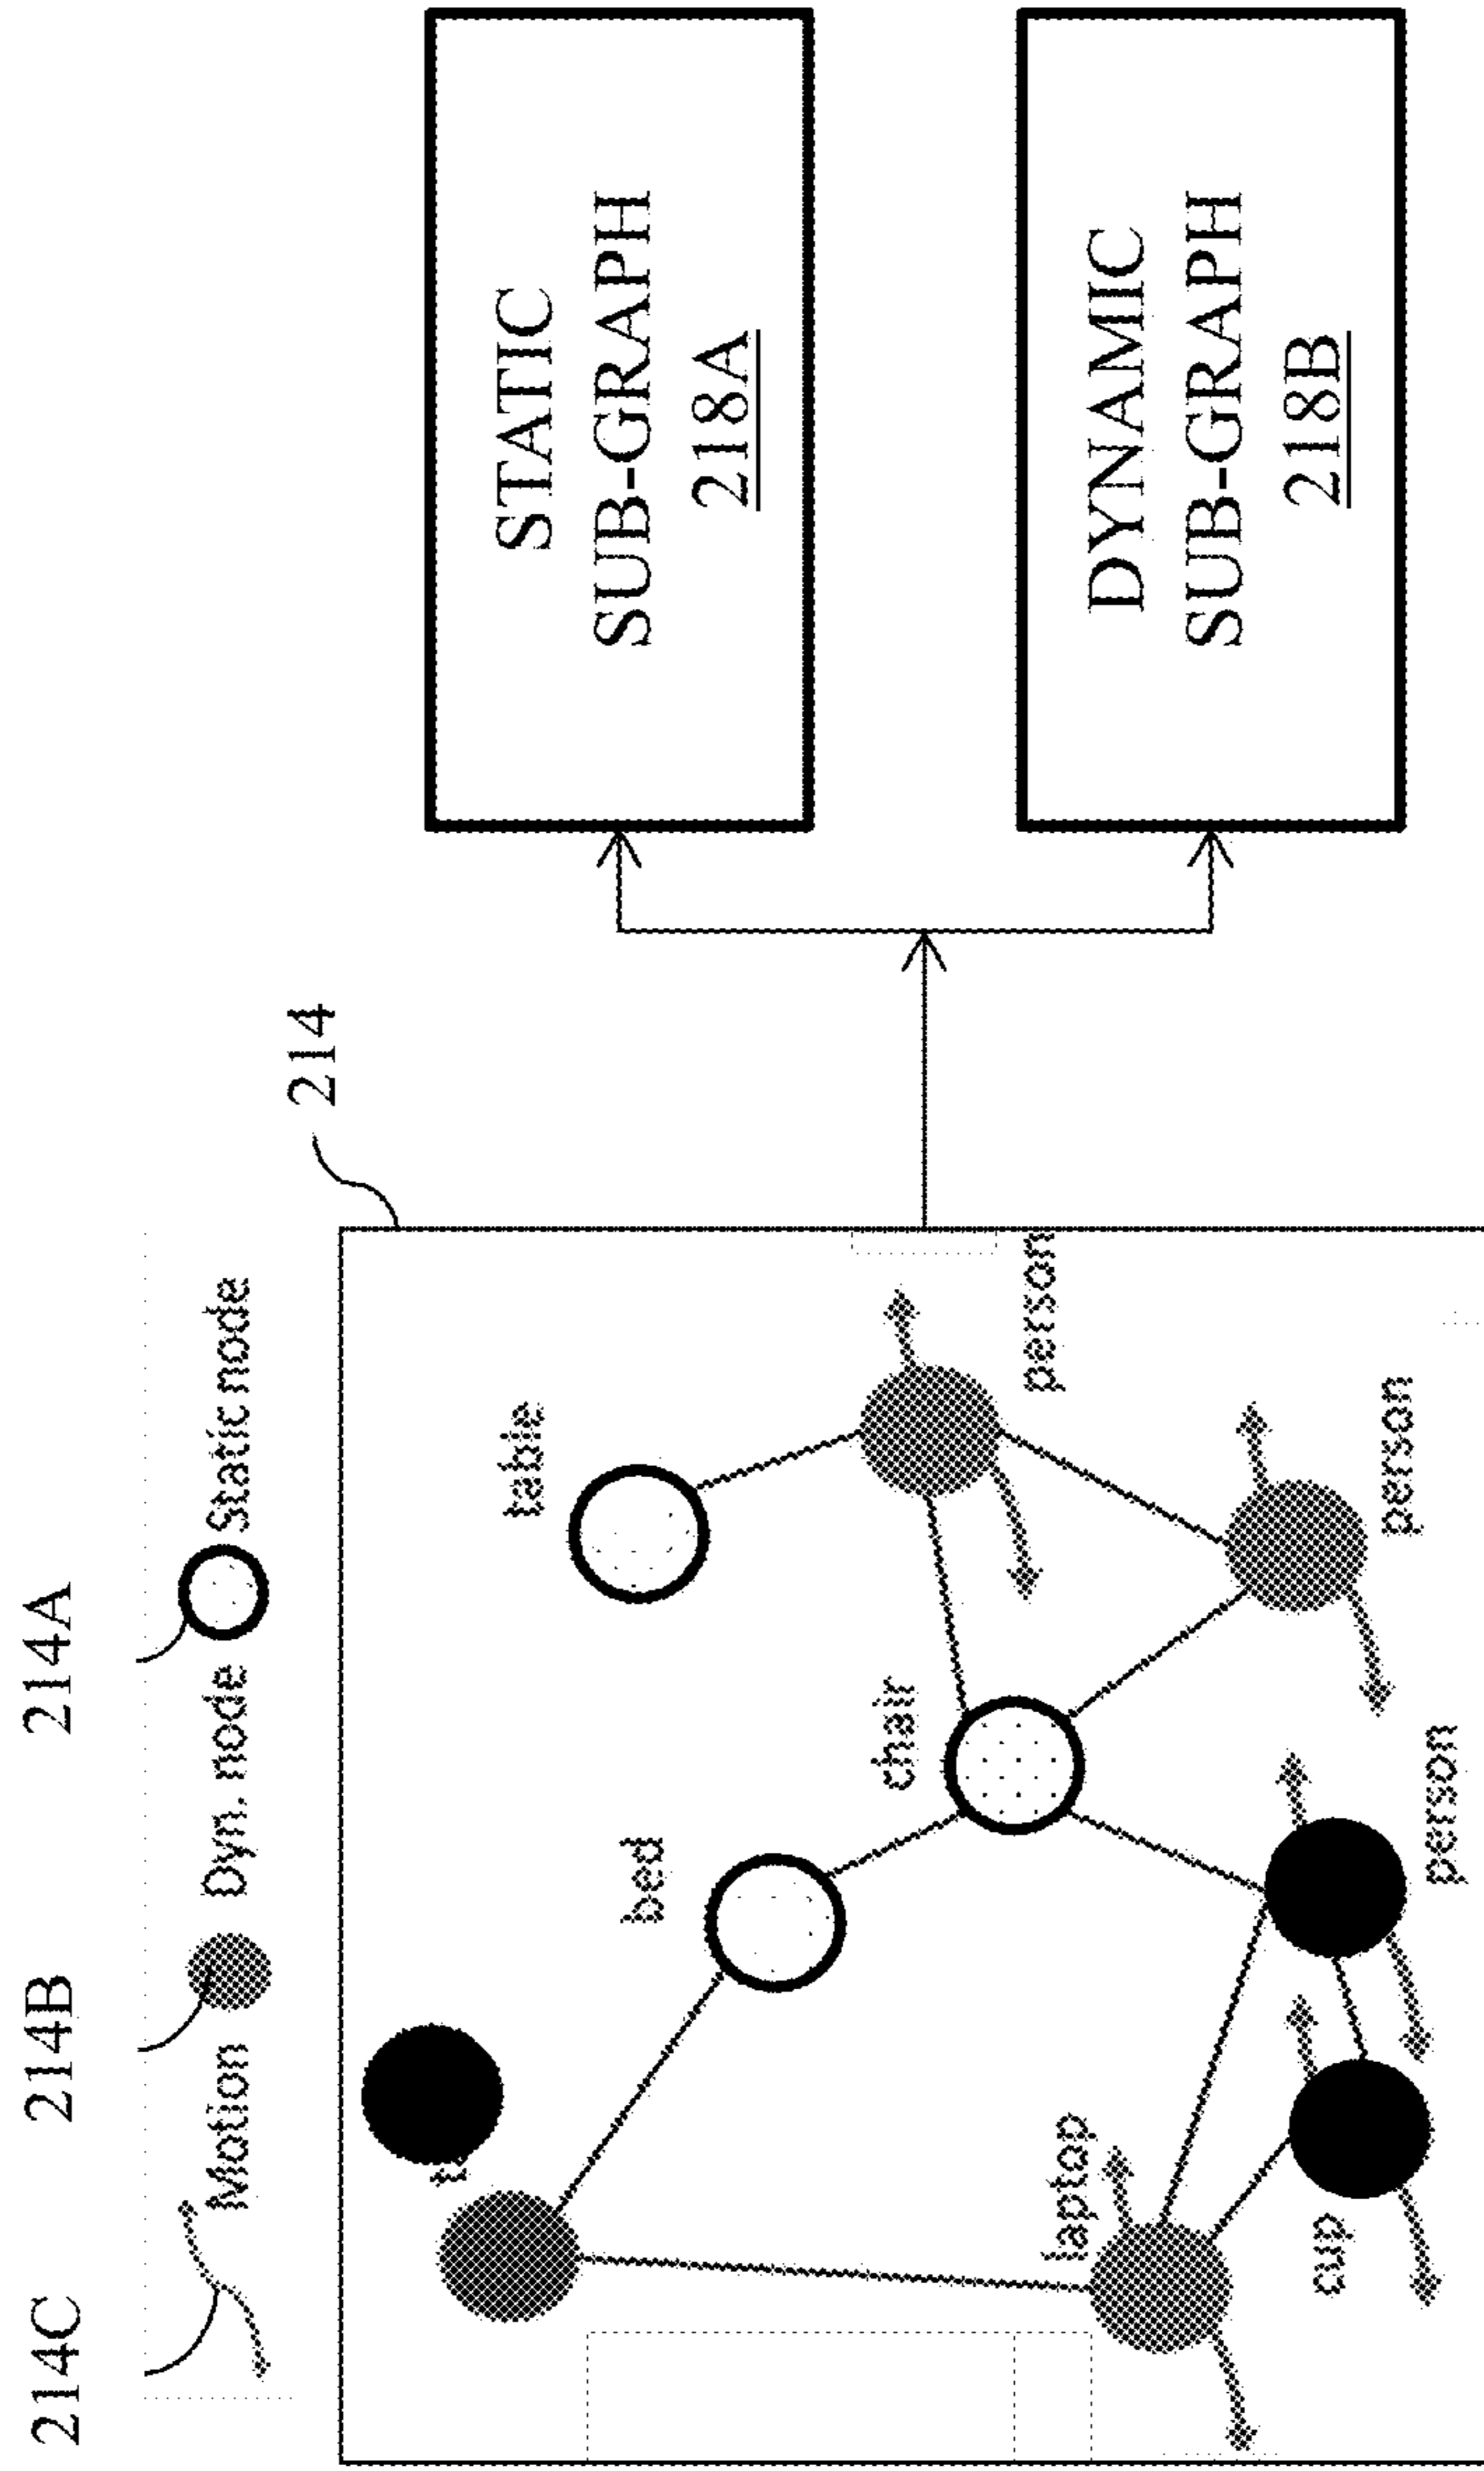 214C
214B
214A
Motion
Dyn. node
Static node
214
bed
table
chair
laptop
person
cup
person
person
STATIC
SUB-GRAPH
218A
DYNAMIC
SUB-GRAPH
218B